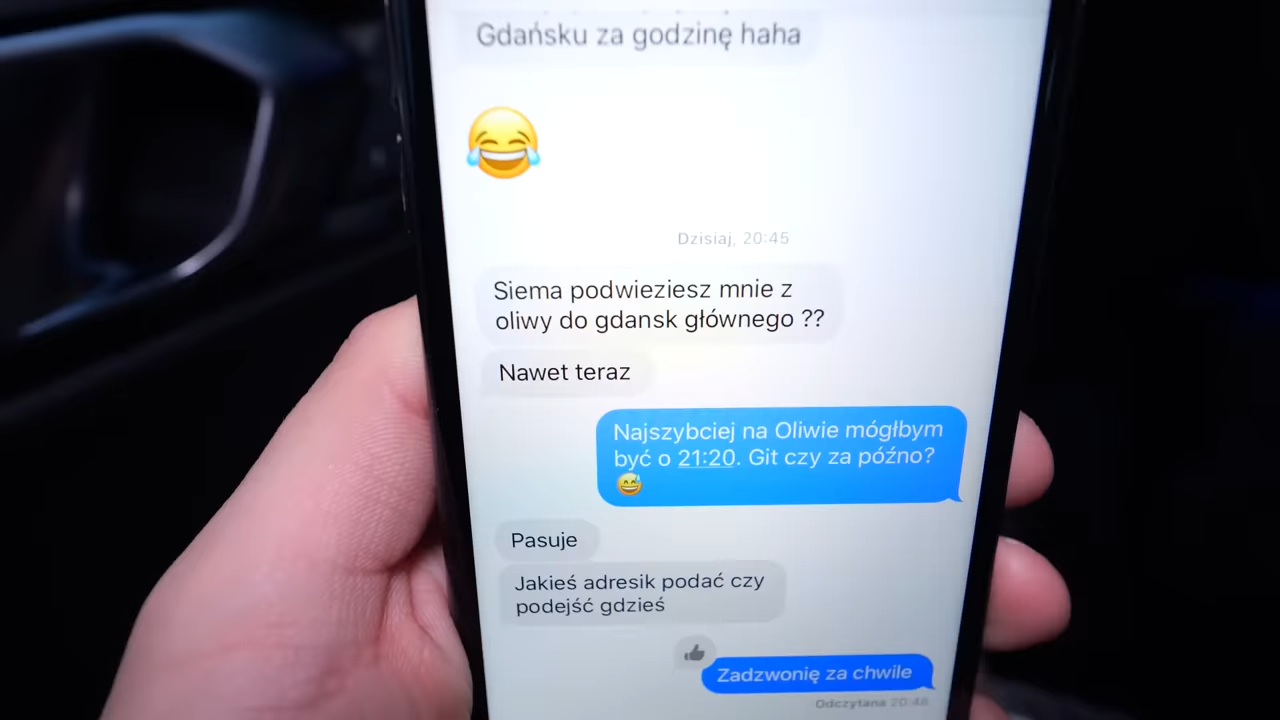 Gdańsku za godzinę haha
😂
Dzisiaj, 20:45
Siema podwieziesz mnie z
oliwy do gdansk głównego ??
Nawet teraz
Najszybciej na Oliwie mógłbym
być o 21:20. Git czy za późno?
😅
Pasuje
Jakieś adresik podać czy
podejść gdzieś
Zadzwonię za chwile
Odczytana 20:48